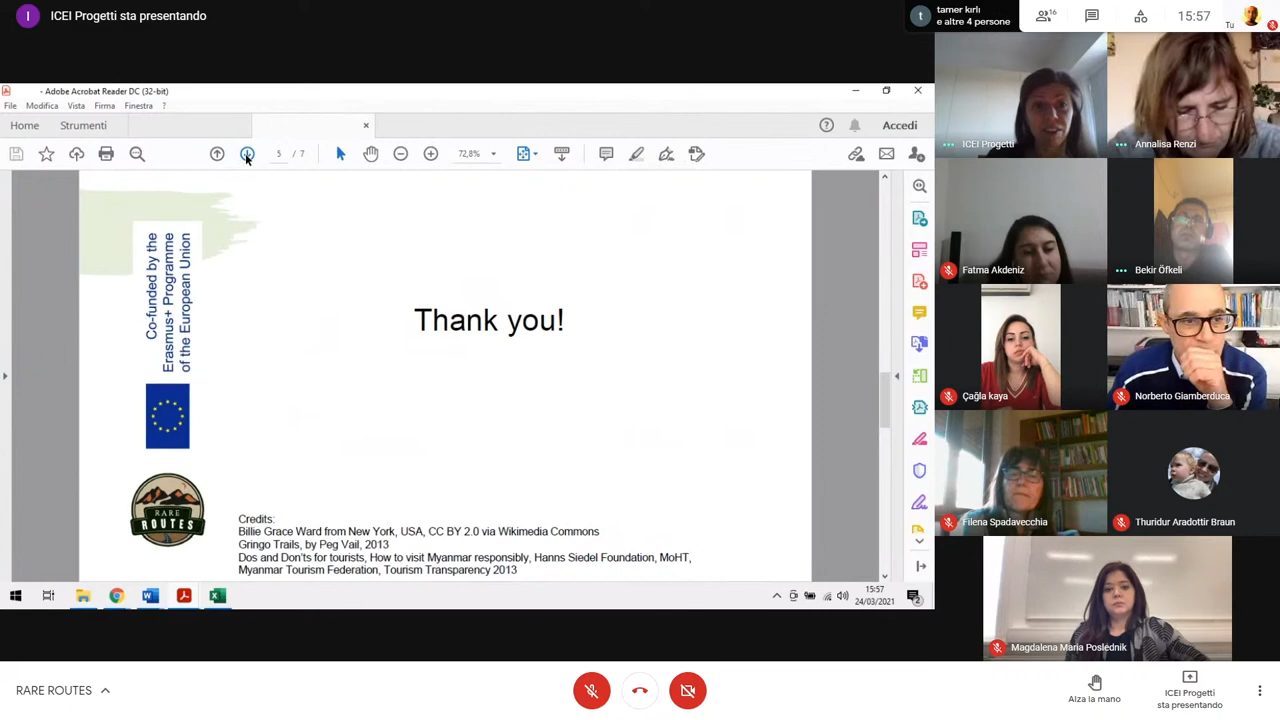 ICEI Progetti sta presentando
tamer kırlı
e altre 4 persone
16
15:57
Tu
- Adobe Acrobat Reader DC (32-bit)
File Modifica Vista Firma Finestra ?
Home Strumenti
Accedi
5 / 7
72,8%
Co-funded by the
Erasmus+ Programme
of the European Union
Thank you!
RARE
ROUTES
Credits:
Billie Grace Ward from New York, USA, CC BY 2.0 via Wikimedia Commons
Gringo Trails, by Peg Vail, 2013
Dos and Don'ts for tourists, How to visit Myanmar responsibly, Hanns Siedel Foundation, MoHT,
Myanmar Tourism Federation, Tourism Transparency 2013
15:57
24/03/2021
2
ICEI Progetti
Annalisa Renzi
Fatma Akdeniz
Bekir Öfkeli
Çağla kaya
Norberto Giamberduca
Filena Spadavecchia
Thuridur Aradottir Braun
Magdalena Maria Poslednik
RARE ROUTES
Alza la mano
ICEI Progetti
sta presentando